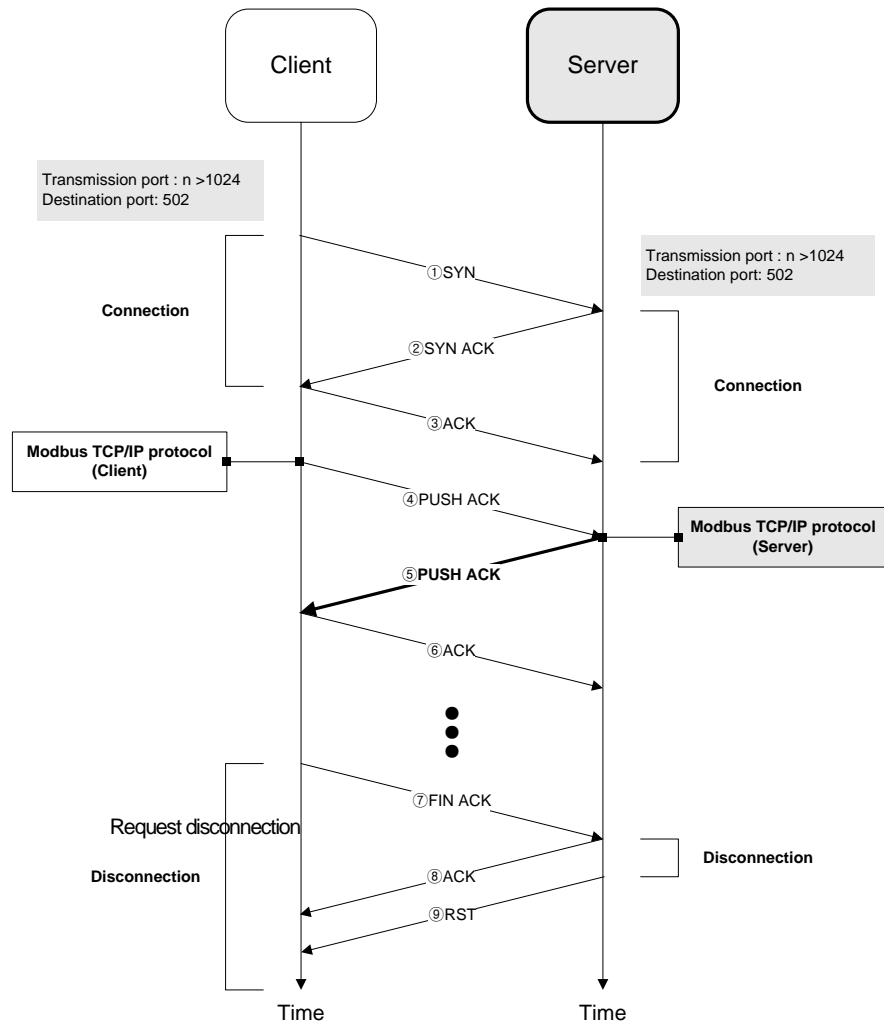 Client
Server
Transmission port : n >1024
Destination port: 502
Transmission port : n >1024
Destination port: 502
①SYN
Connection
②SYN ACK
Connection
③ACK
Modbus TCP/IP protocol
(Client)
④PUSH ACK
Modbus TCP/IP protocol
(Server)
⑤PUSH ACK
⑥ACK
⑦FIN ACK
Request disconnection
Disconnection
Disconnection
⑧ACK
⑨RST
Time
Time